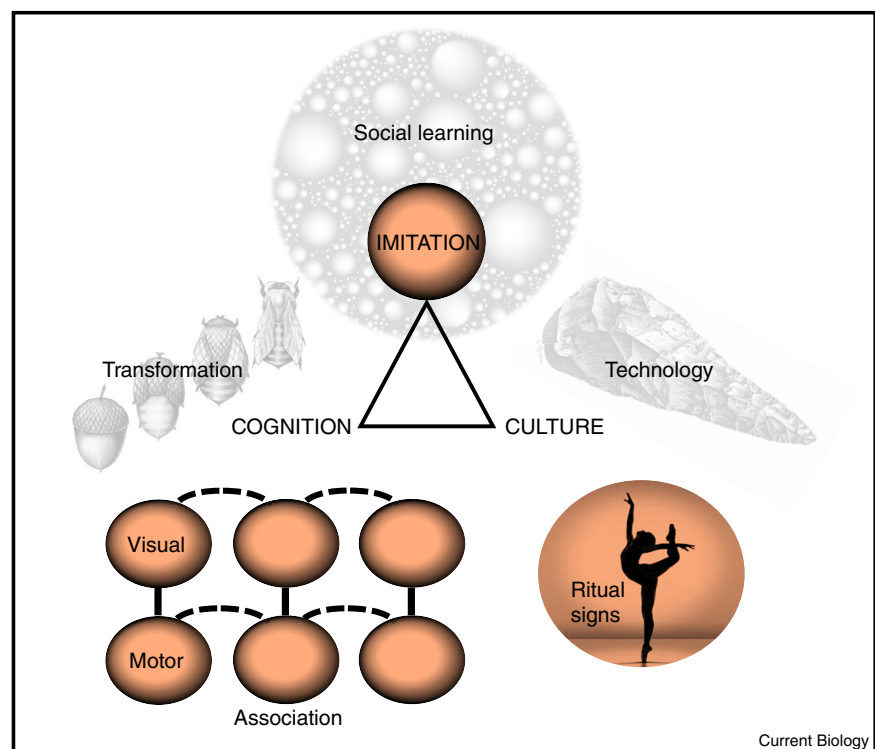 Social learning
IMITATION
Transformation
Technology
COGNITION
CULTURE
Visual
Ritual
signs
Motor
Association
Current Biology